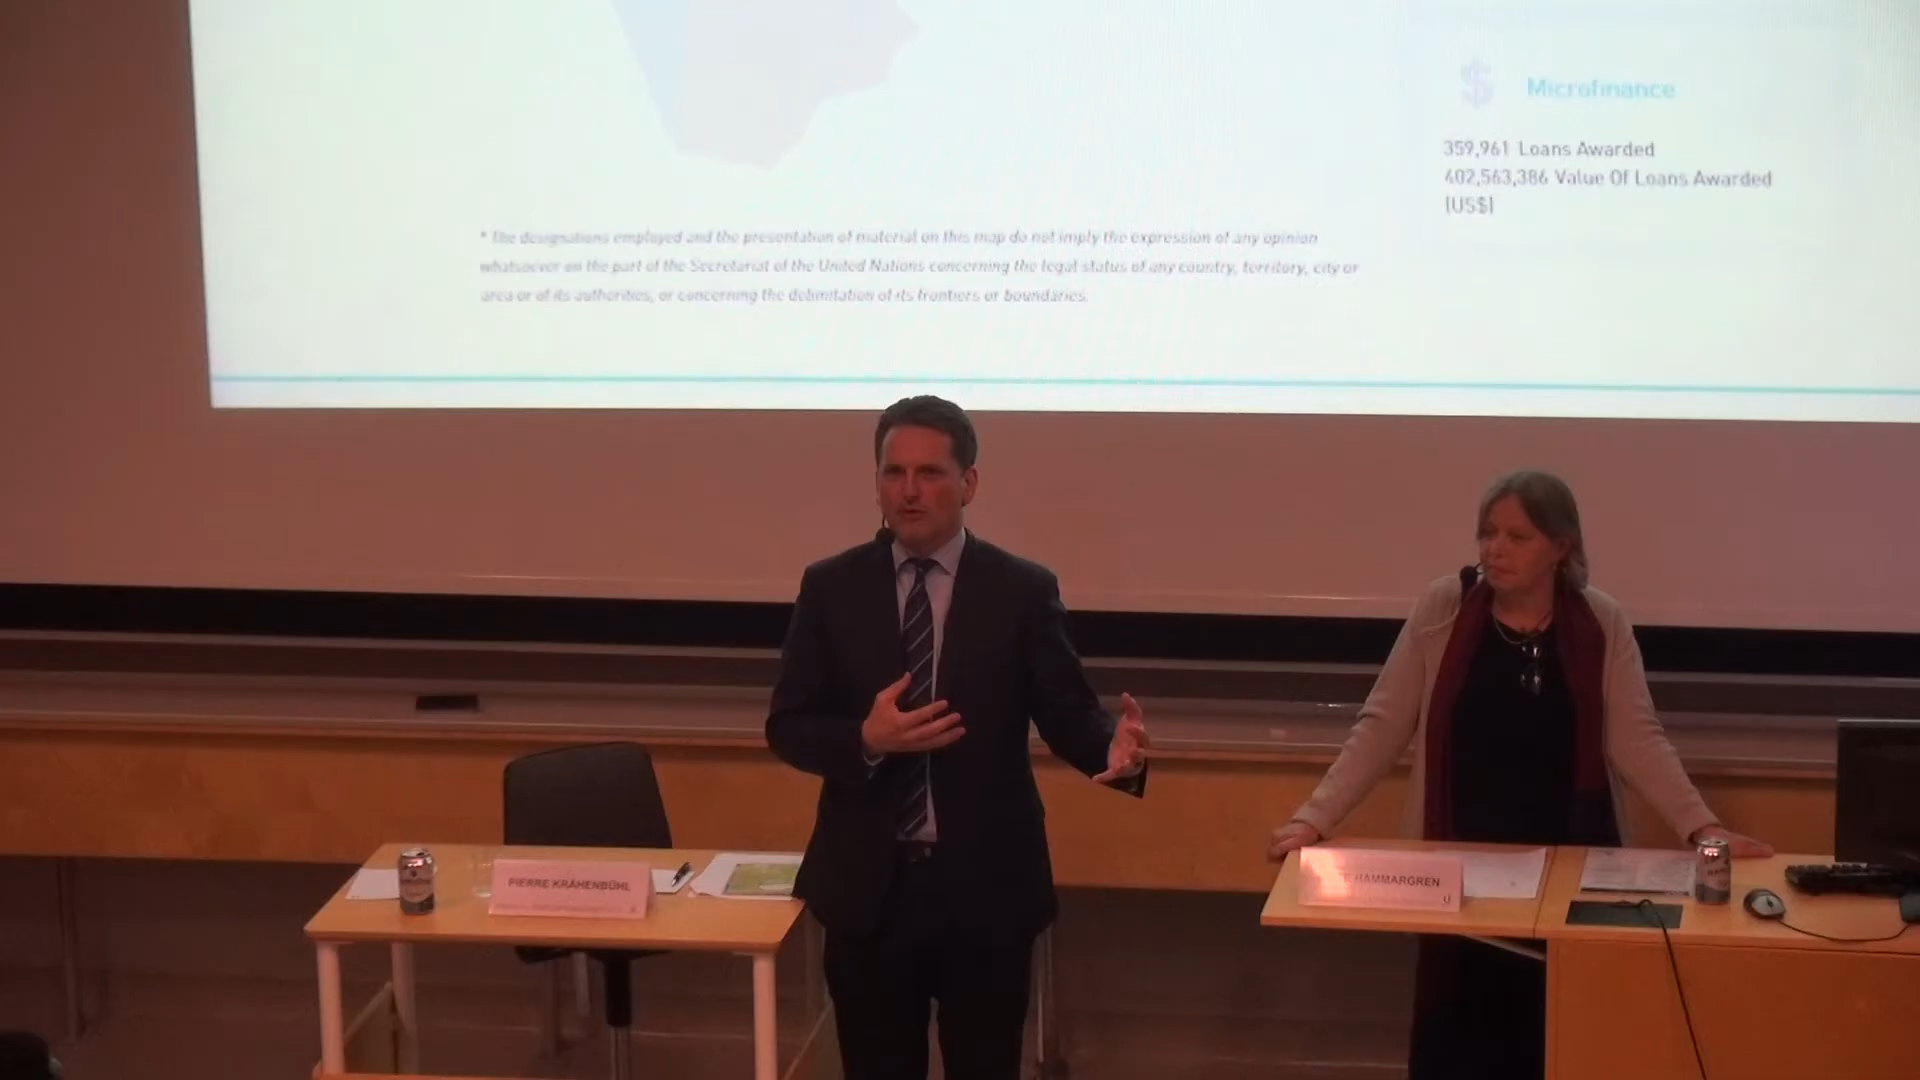 Microfinance
359,961 Loans Awarded
402,563,386 Value Of Loans Awarded
[US$]
* The designations employed and the presentation of material on this map do not imply the expression of any opinion
whatsoever on the part of the Secretariat of the United Nations concerning the legal status of any country, territory, city or
area or of its authorities, or concerning the delimitation of its frontiers or boundaries.
PIERRE KRÄHENBÜHL
HAMMARGREN